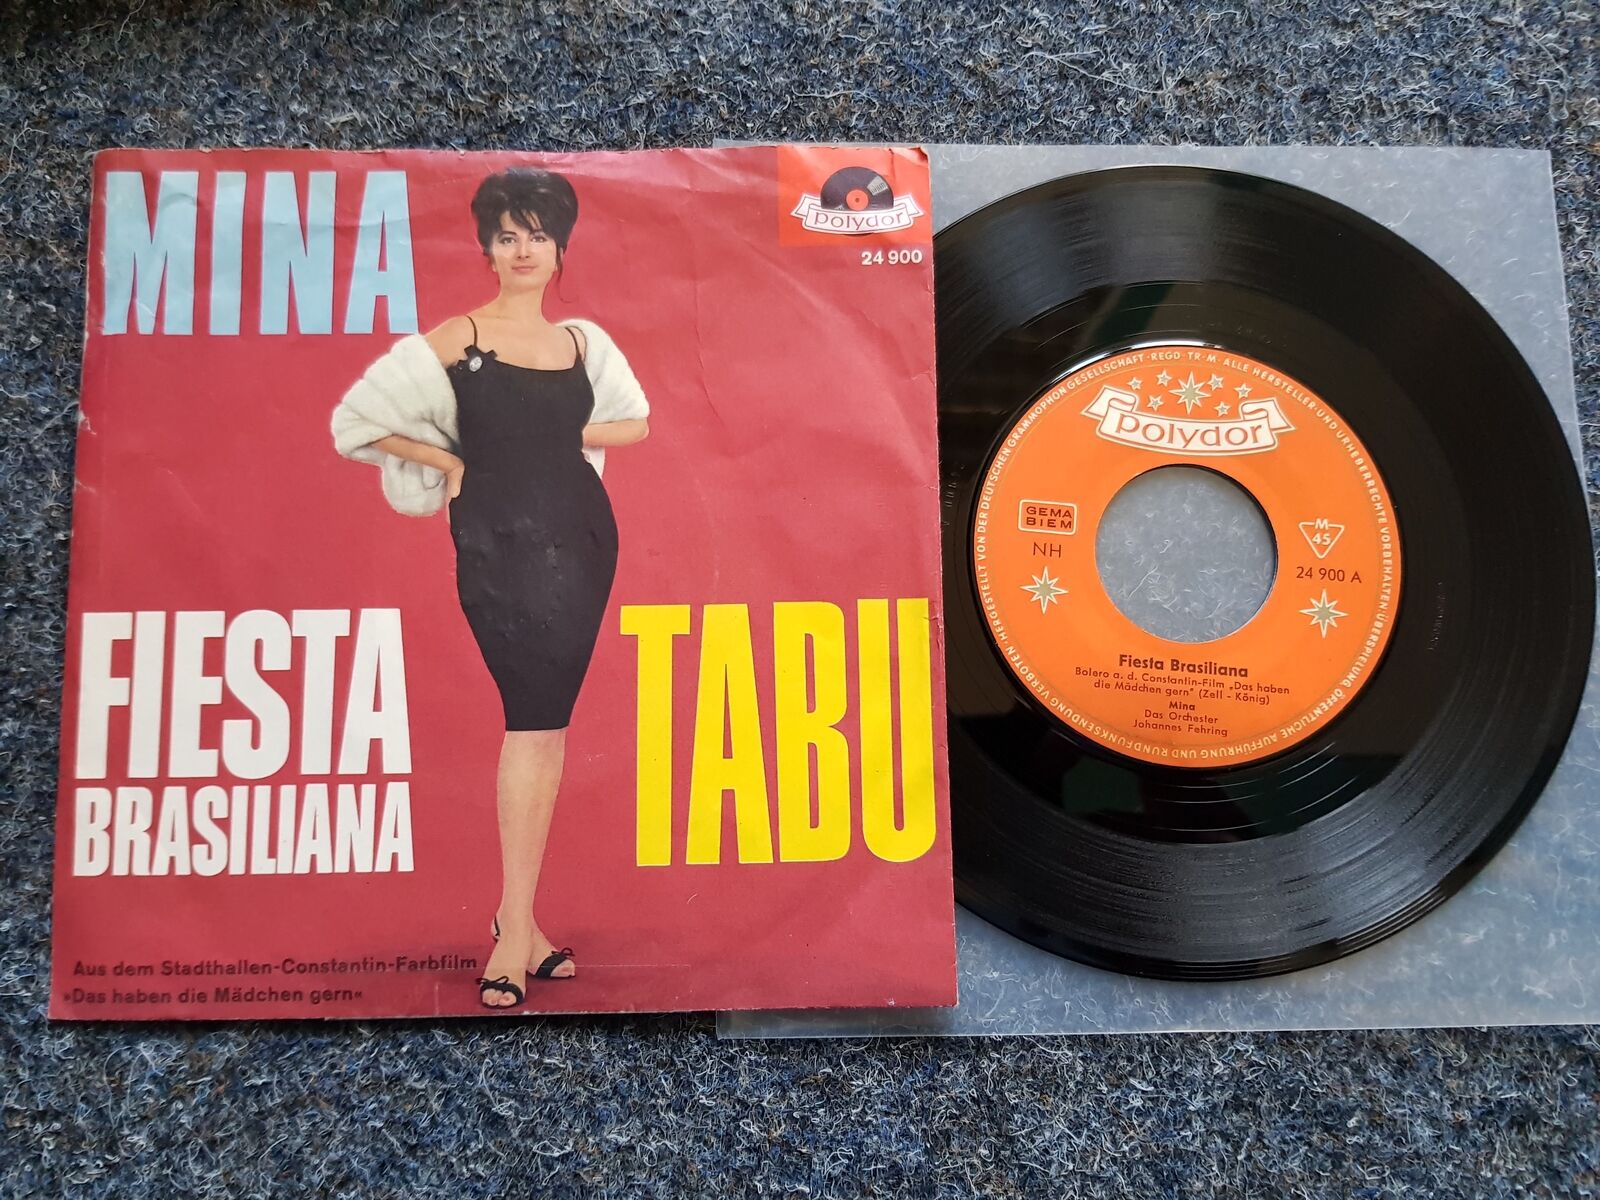 MINA
polydor
24 900
FIESTA
BRASILIANA
TABU
Aus dem Stadthallen-Constantin-Farbfilm
»Das haben die Mädchen gern«
HERGESTELLT VON DER DEUTSCHEN GRAMMOPHON GESELLSCHAFT · REGD · TR · M · ALLE HERSTELLER- UND URHEBERRECHTE VORBEHALTEN · ÜBERSPIELUNG ÖFFENTLICHE AUFFÜHRUNG UND RUNDFUNKSENDUNG VERBOTEN ·
polydor
GEMA
BIEM
NH
M
45
24 900 A
Fiesta Brasiliana
Bolero a. d. Constantin-Film „Das haben
die Mädchen gern" (Zell - König)
Mina
Das Orchester
Johannes Fehring